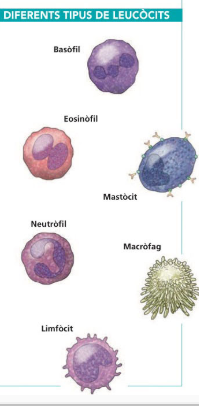 DIFERENTS TIPUS DE LEUCÒCITS
Basòfil
Eosinòfil
Mastòcit
Neutròfil
Macròfag
Limfòcit